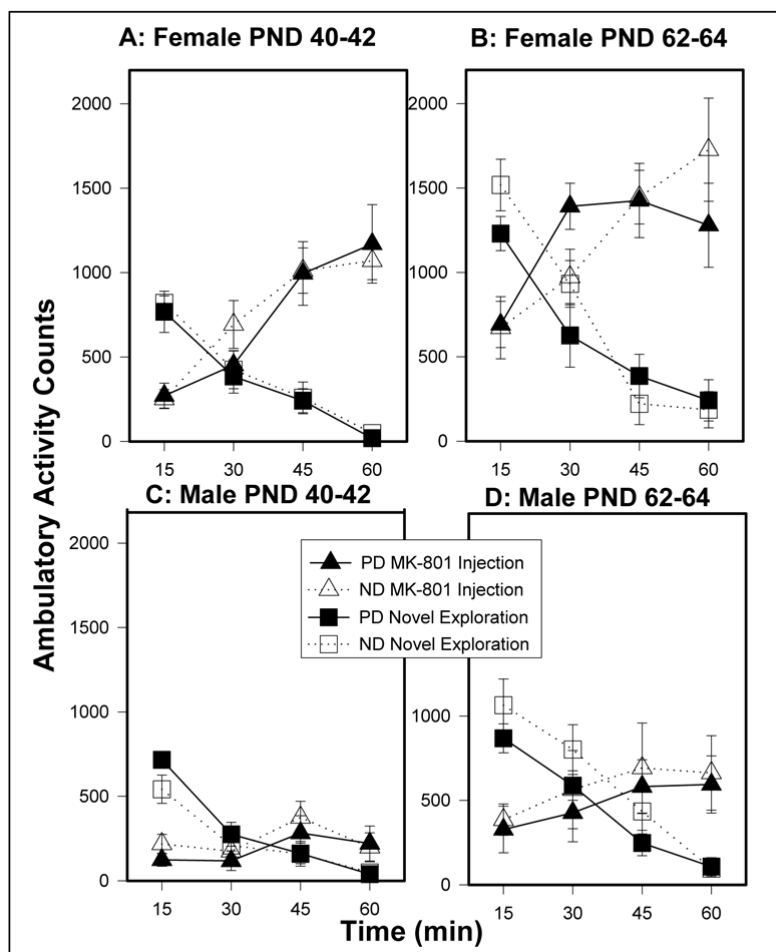 A: Female PND 40-42
B: Female PND 62-64
2000
1500
1000
500
0
15 30 45 60
2000
1500
1000
500
0
15 30 45 60
C: Male PND 40-42
D: Male PND 62-64
2000
1500
1000
500
0
15 30 45 60
1000
500
0
15 30 45 60
PD MK-801 Injection
ND MK-801 Injection
PD Novel Exploration
ND Novel Exploration
Ambulatory Activity Counts
Time (min)